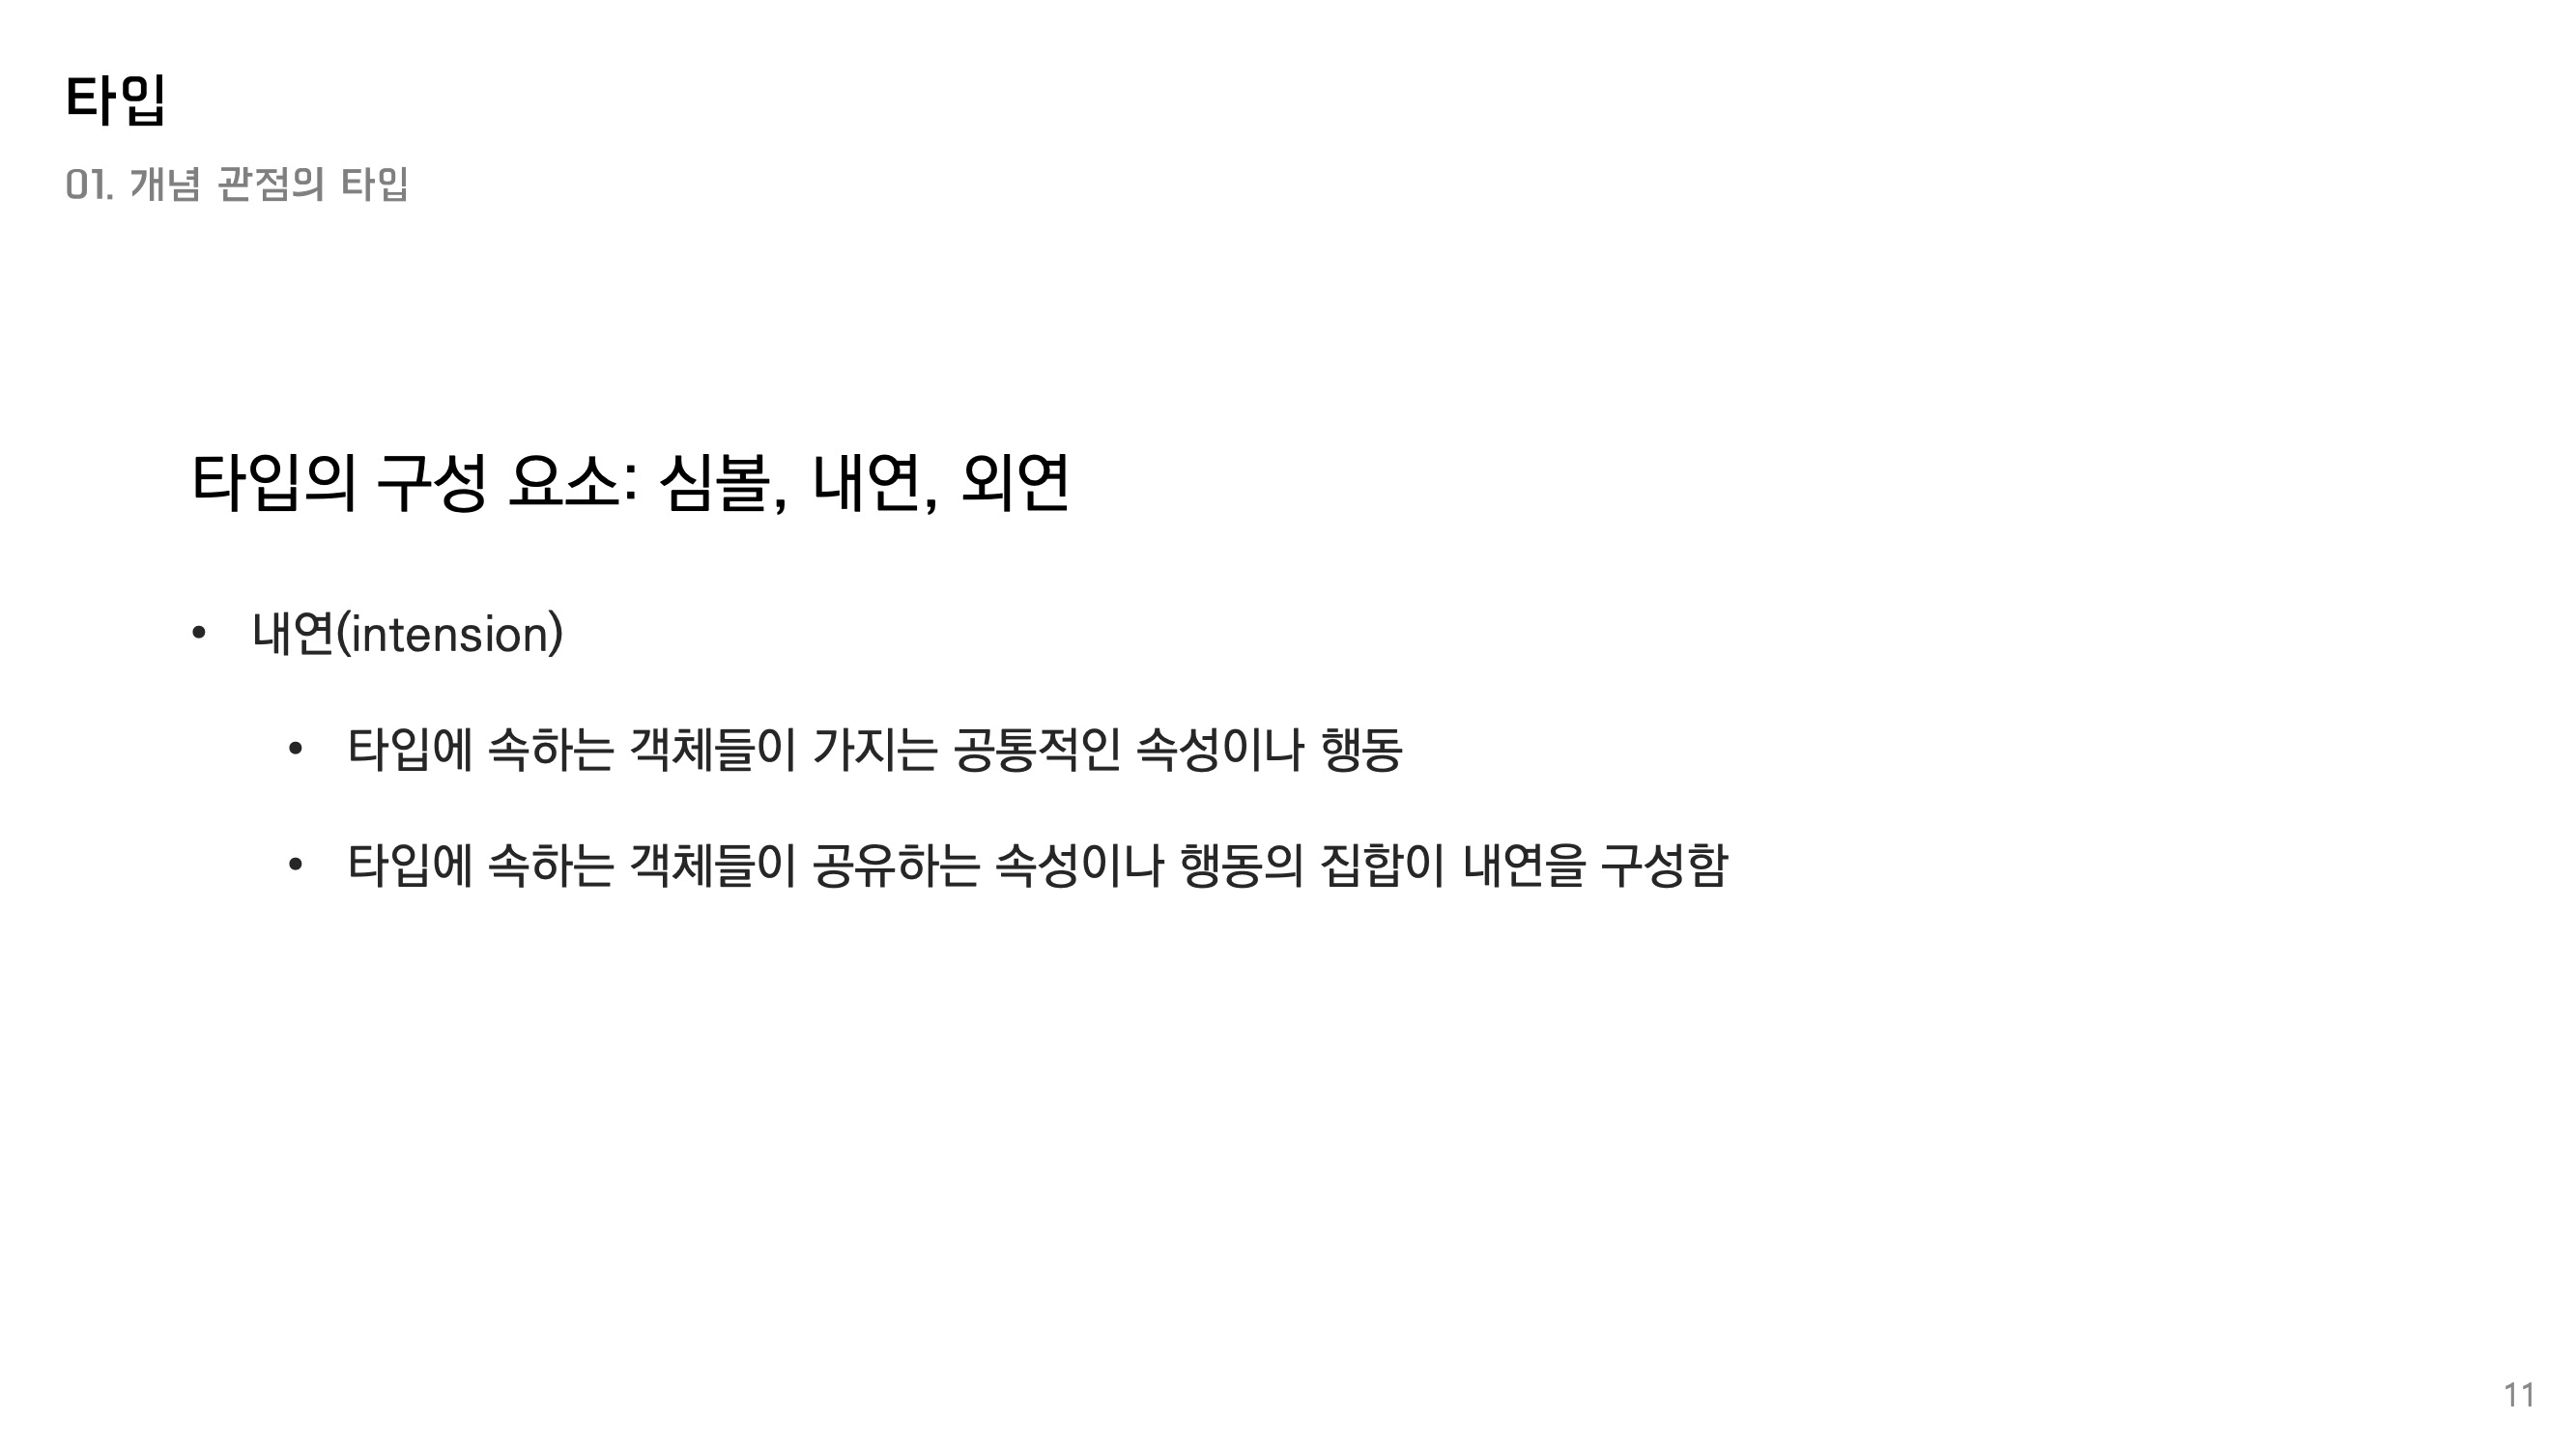 타입
01. 개념 관점의 타입
타입의 구성 요소: 심볼, 내연, 외연
• 내연(intension)
• 타입에 속하는 객체들이 가지는 공통적인 속성이나 행동
• 타입에 속하는 객체들이 공유하는 속성이나 행동의 집합이 내연을 구성함
11